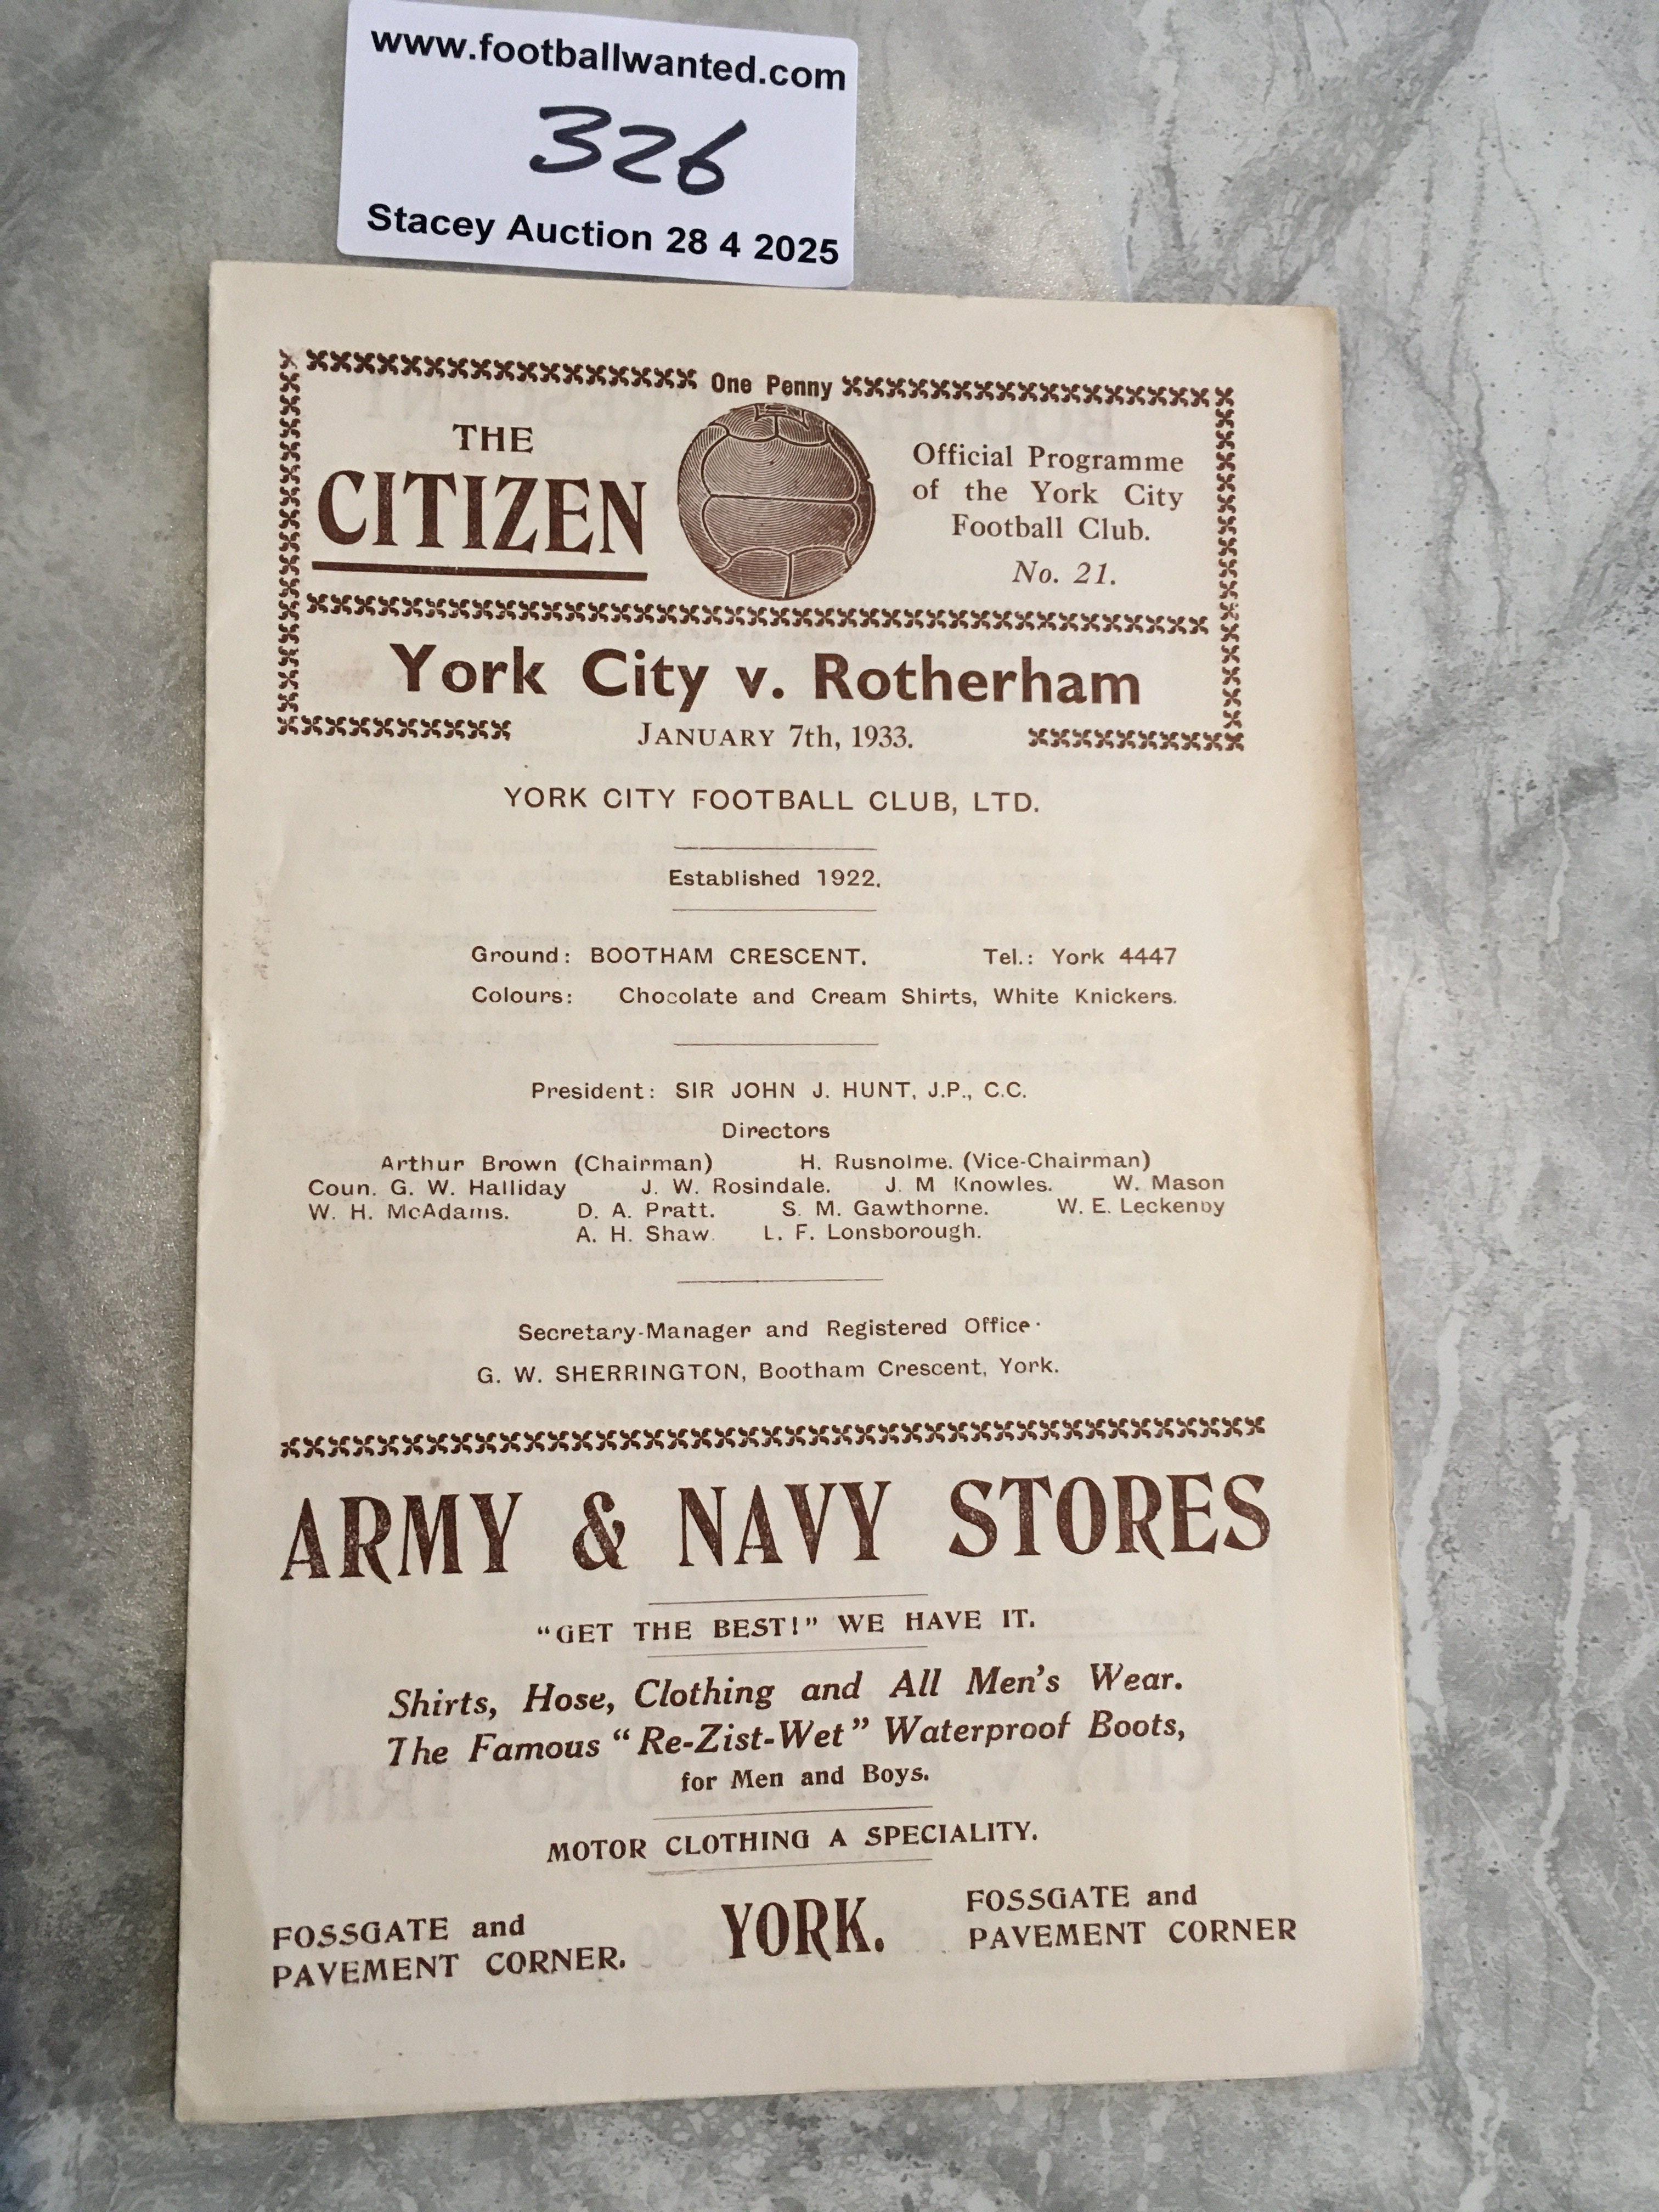 www.footballwanted.com
326
Stacey Auction 28 4 2025
One Penny
THE
CITIZEN
Official Programme
of the York City
Football Club.
No. 21.
York City v. Rotherham
JANUARY 7th, 1933.
YORK CITY FOOTBALL CLUB, LTD.
Established 1922.
Ground: BOOTHAM CRESCENT. Tel.: York 4447
Colours: Chocolate and Cream Shirts, White Knickers.
President: SIR JOHN J. HUNT, J.P., C.C.
Directors
Arthur Brown (Chairman) H. Rusholme. (Vice-Chairman)
Coun. G. W. Halliday J. W. Rosindale. J. M Knowles. W. Mason
W. H. McAdams. D. A. Pratt. S. M. Gawthorne. W. E. Leckenby
A. H. Shaw. L. F. Lonsborough.
Secretary-Manager and Registered Office·
G. W. SHERRINGTON, Bootham Crescent, York.
ARMY & NAVY STORES
"GET THE BEST!" WE HAVE IT.
Shirts, Hose, Clothing and All Men's Wear.
The Famous "Re-Zist-Wet" Waterproof Boots,
for Men and Boys.
MOTOR CLOTHING A SPECIALITY.
FOSSGATE and
PAVEMENT CORNER.
YORK.
FOSSGATE and
PAVEMENT CORNER